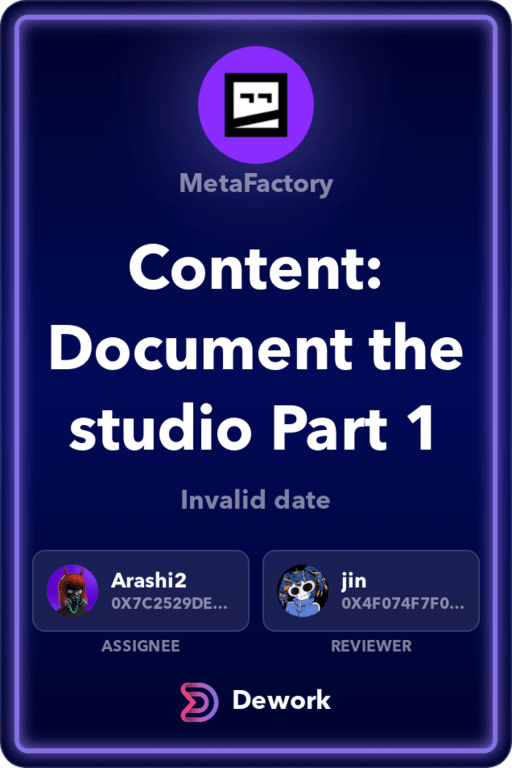 MetaFactory
Content:
Document the
studio Part 1
Invalid date
Arashi2
0X7C2529DE...
jin
0X4F074F7F0...
ASSIGNEE
REVIEWER
Dework